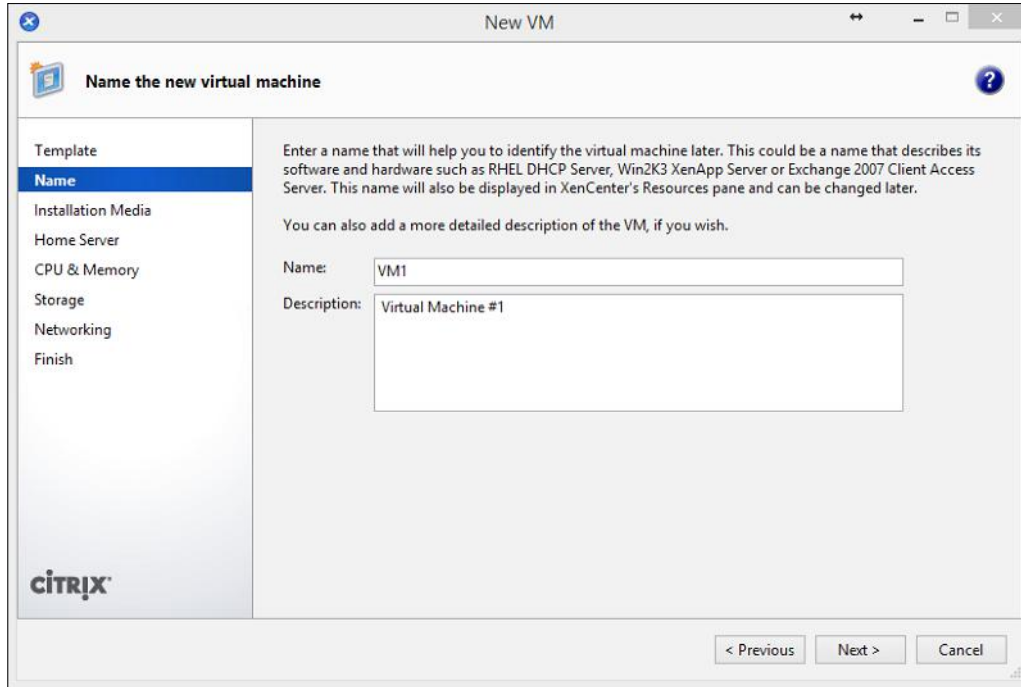 New VM
Name the new virtual machine
?
Template
Name
Installation Media
Home Server
CPU & Memory
Storage
Networking
Finish
Enter a name that will help you to identify the virtual machine later. This could be a name that describes its
software and hardware such as RHEL DHCP Server, Win2K3 XenApp Server or Exchange 2007 Client Access
Server. This name will also be displayed in XenCenter's Resources pane and can be changed later.
You can also add a more detailed description of the VM, if you wish.
Name: VM1
Description: Virtual Machine #1
CITRIX
< Previous Next > Cancel